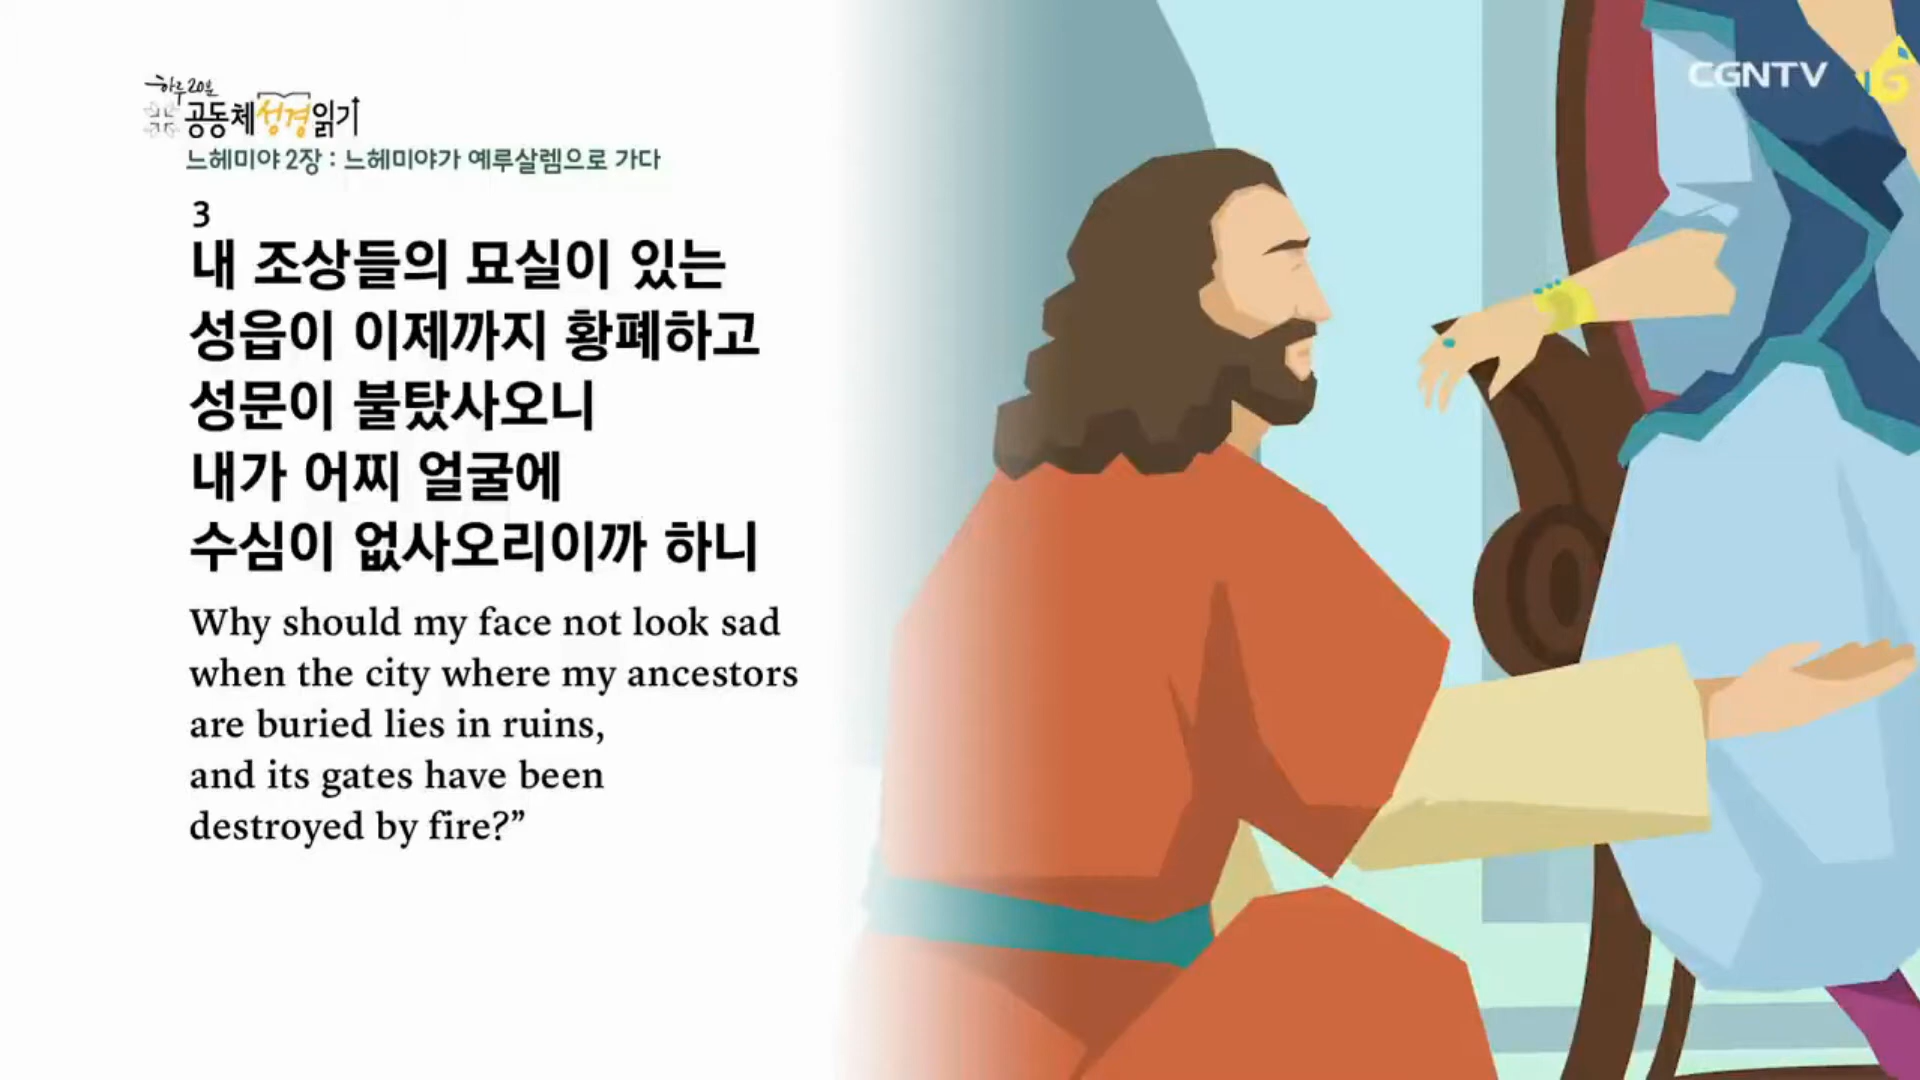 하루 20분
공동체성경읽기
느헤미야 2장 : 느헤미야가 예루살렘으로 가다
CGNTV
3
내 조상들의 묘실이 있는
성읍이 이제까지 황폐하고
성문이 불탔사오니
내가 어찌 얼굴에
수심이 없사오리이까 하니
Why should my face not look sad
when the city where my ancestors
are buried lies in ruins,
and its gates have been
destroyed by fire?”